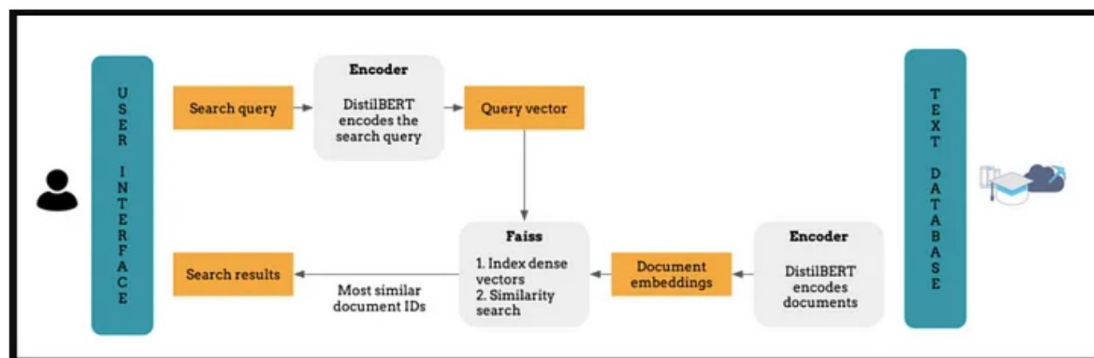 USER INTERFACE
Search query
Encoder
DistilBERT
encodes the
search query
Query vector
Search results
Most similar
document IDs
Faiss
1. Index dense
vectors
2. Similarity
search
Document
embeddings
Encoder
DistilBERT
encodes
documents
TEXT DATABASE